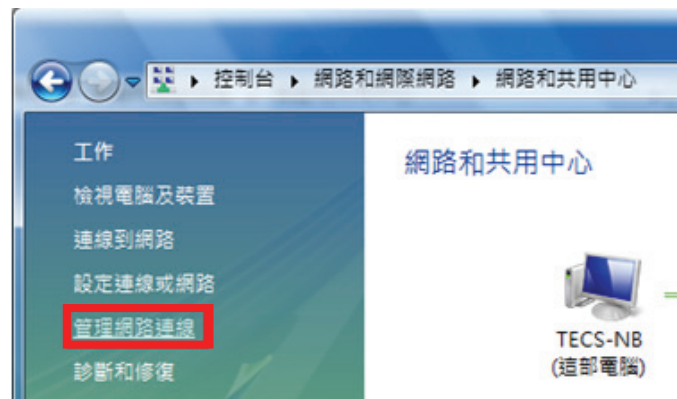 控制台 ▸ 網路和網際網路 ▸ 網路和共用中心
工作
檢視電腦及裝置
連線到網路
設定連線或網路
管理網路連線
診斷和修復
網路和共用中心
TECS-NB
(這部電腦)